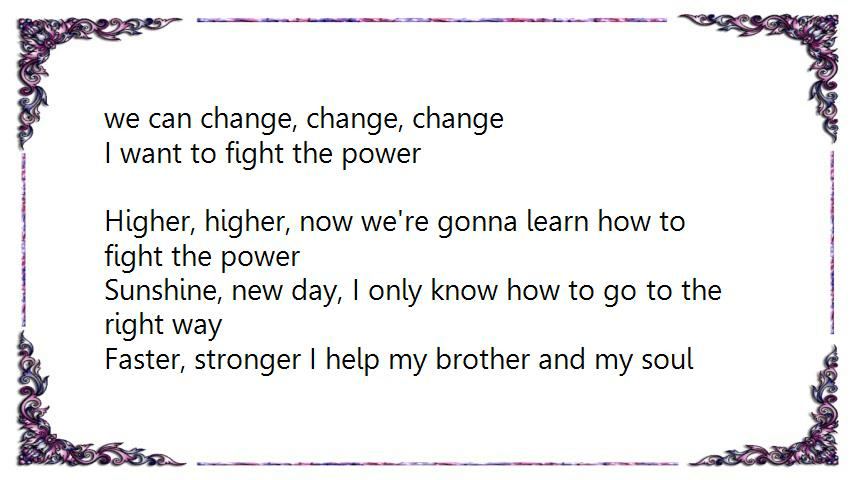 we can change, change, change
I want to fight the power
Higher, higher, now we're gonna learn how to
fight the power
Sunshine, new day, I only know how to go to the
right way
Faster, stronger I help my brother and my soul